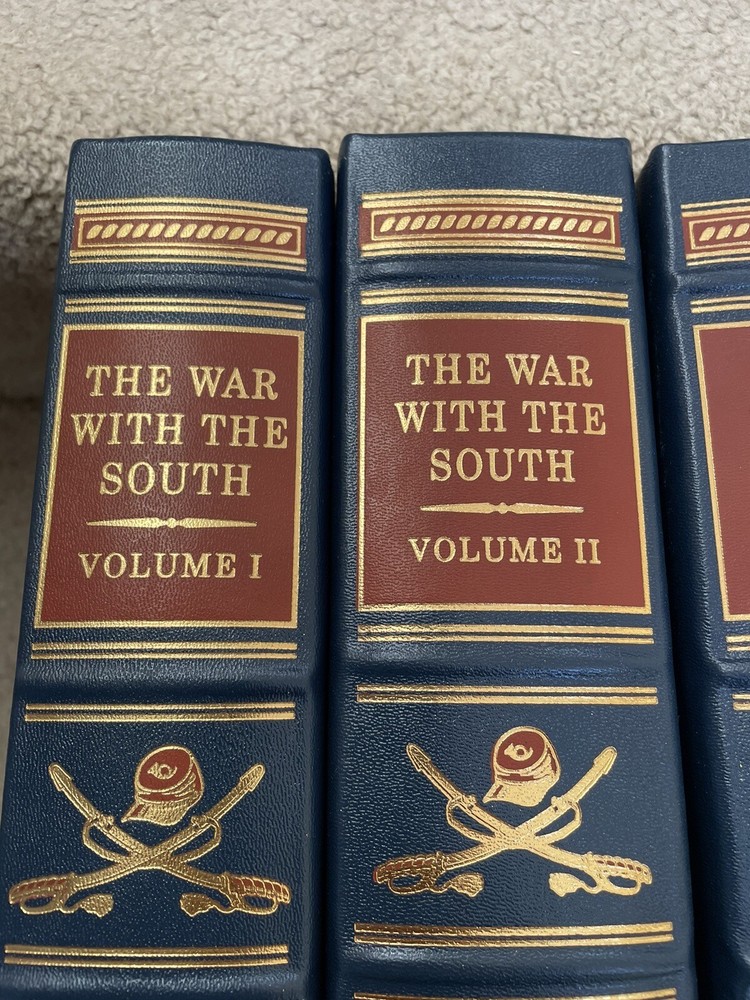 THE WAR
WITH THE
SOUTH
VOLUME I
THE WAR
WITH THE
SOUTH
VOLUME II